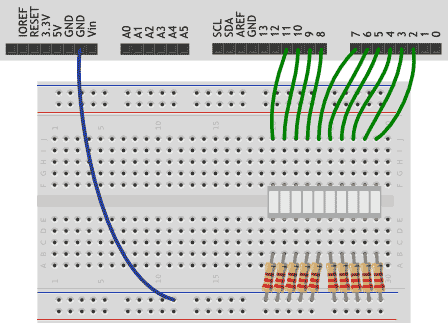 IOREF
RESET
3.3V
5V
GND
GND
Vin
A0
A1
A2
A3
A4
A5
SCL
SDA
AREF
GND
13
12
11
10
9
8
7
6
5
4
3
2
1
0
1
5
10
15
J
I
H
G
F
J
I
H
G
F
E
D
C
B
A
E
D
C
B
A
1
5
10
15